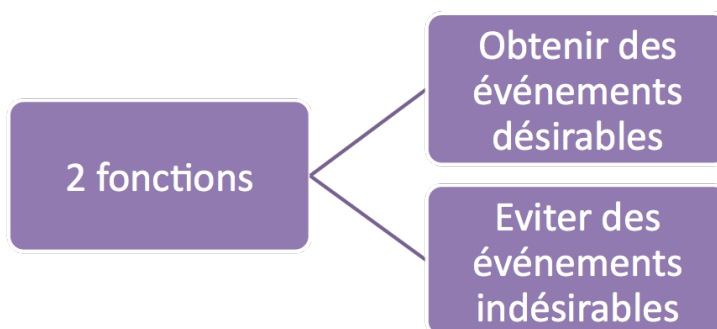 2 fonctions
Obtenir des
événements
désirables
Eviter des
événements
indésirables